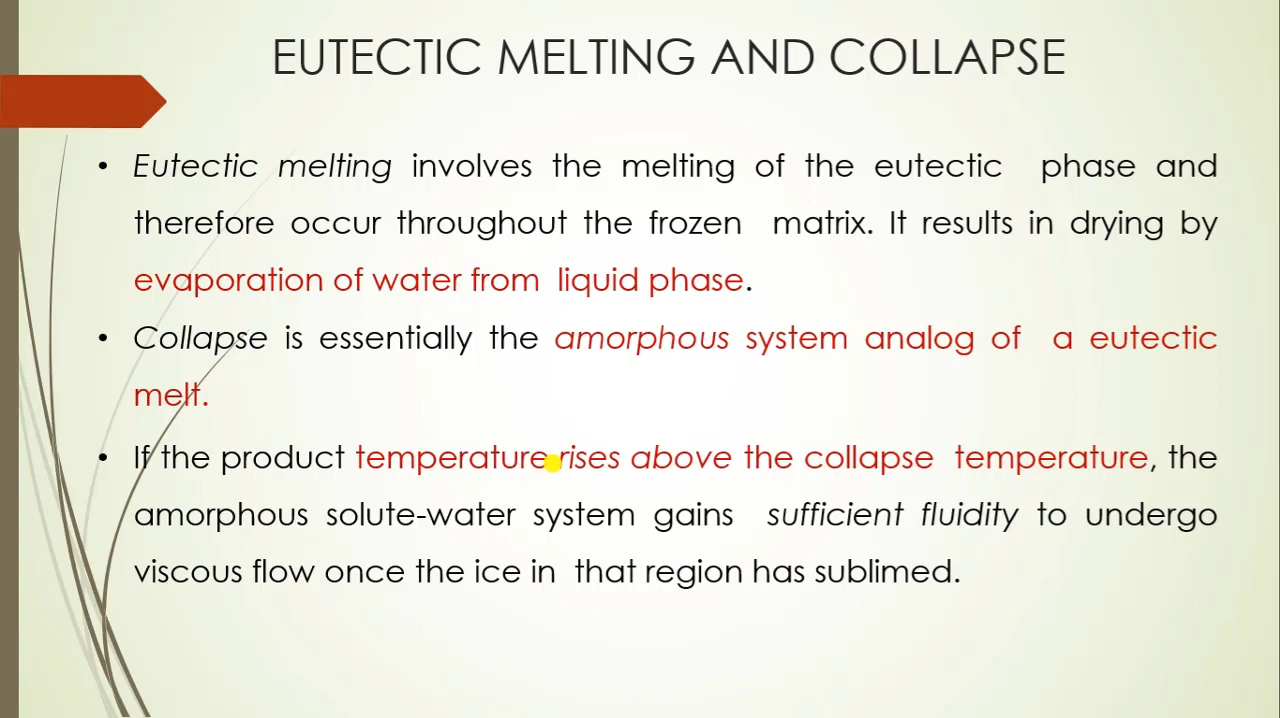 EUTECTIC MELTING AND COLLAPSE
• Eutectic melting involves the melting of the eutectic phase and
therefore occur throughout the frozen matrix. It results in drying by
evaporation of water from liquid phase.
• Collapse is essentially the amorphous system analog of a eutectic
melt.
• If the product temperature rises above the collapse temperature, the
amorphous solute-water system gains sufficient fluidity to undergo
viscous flow once the ice in that region has sublimed.